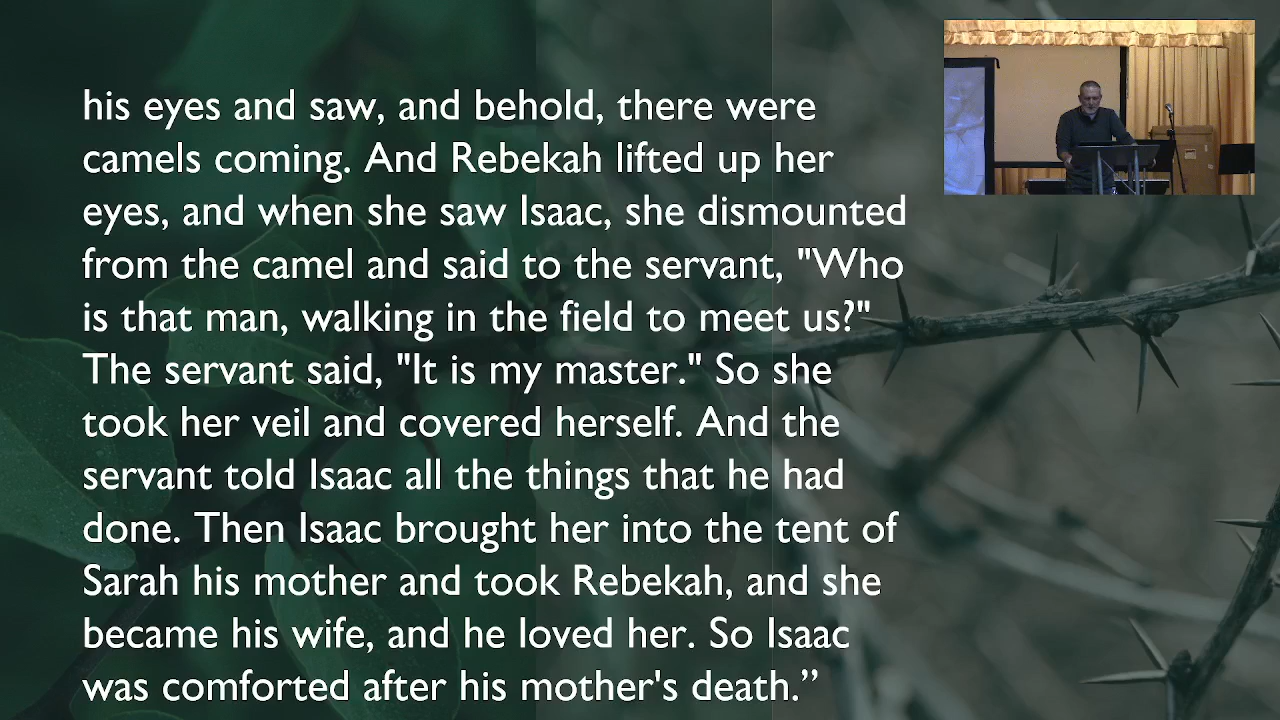 his eyes and saw, and behold, there were
camels coming. And Rebekah lifted up her
eyes, and when she saw Isaac, she dismounted
from the camel and said to the servant, "Who
is that man, walking in the field to meet us?"
The servant said, "It is my master." So she
took her veil and covered herself. And the
servant told Isaac all the things that he had
done. Then Isaac brought her into the tent of
Sarah his mother and took Rebekah, and she
became his wife, and he loved her. So Isaac
was comforted after his mother's death.”